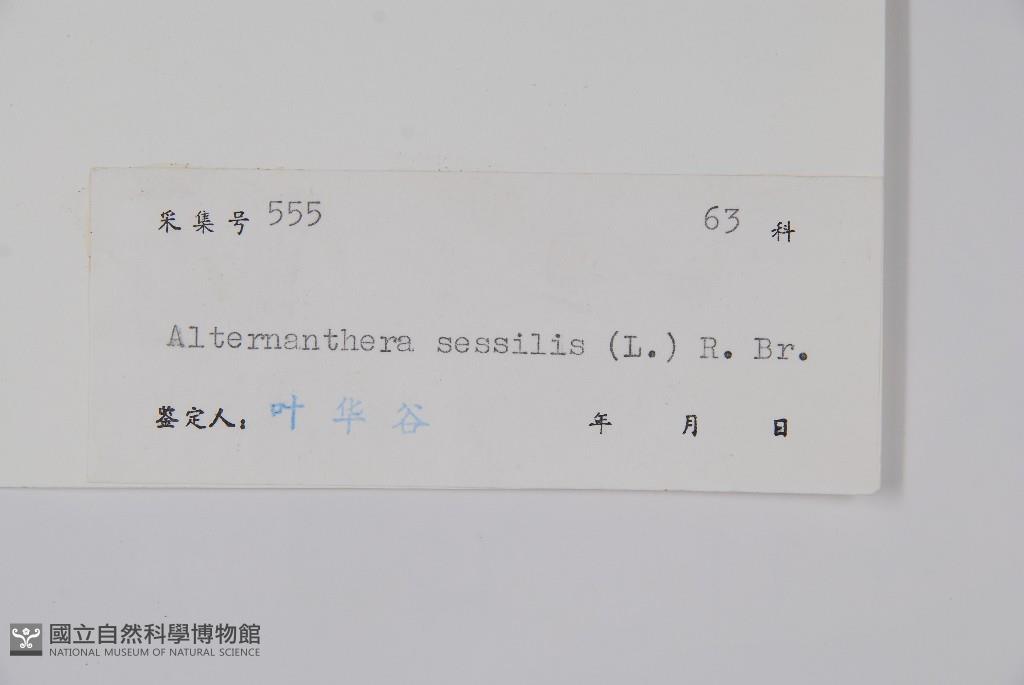 采集号 555 63 科
Alternanthera sessilis (L.) R. Br.
鉴定人: 叶华谷 年 月 日
國立自然科學博物館
NATIONAL MUSEUM OF NATURAL SCIENCE